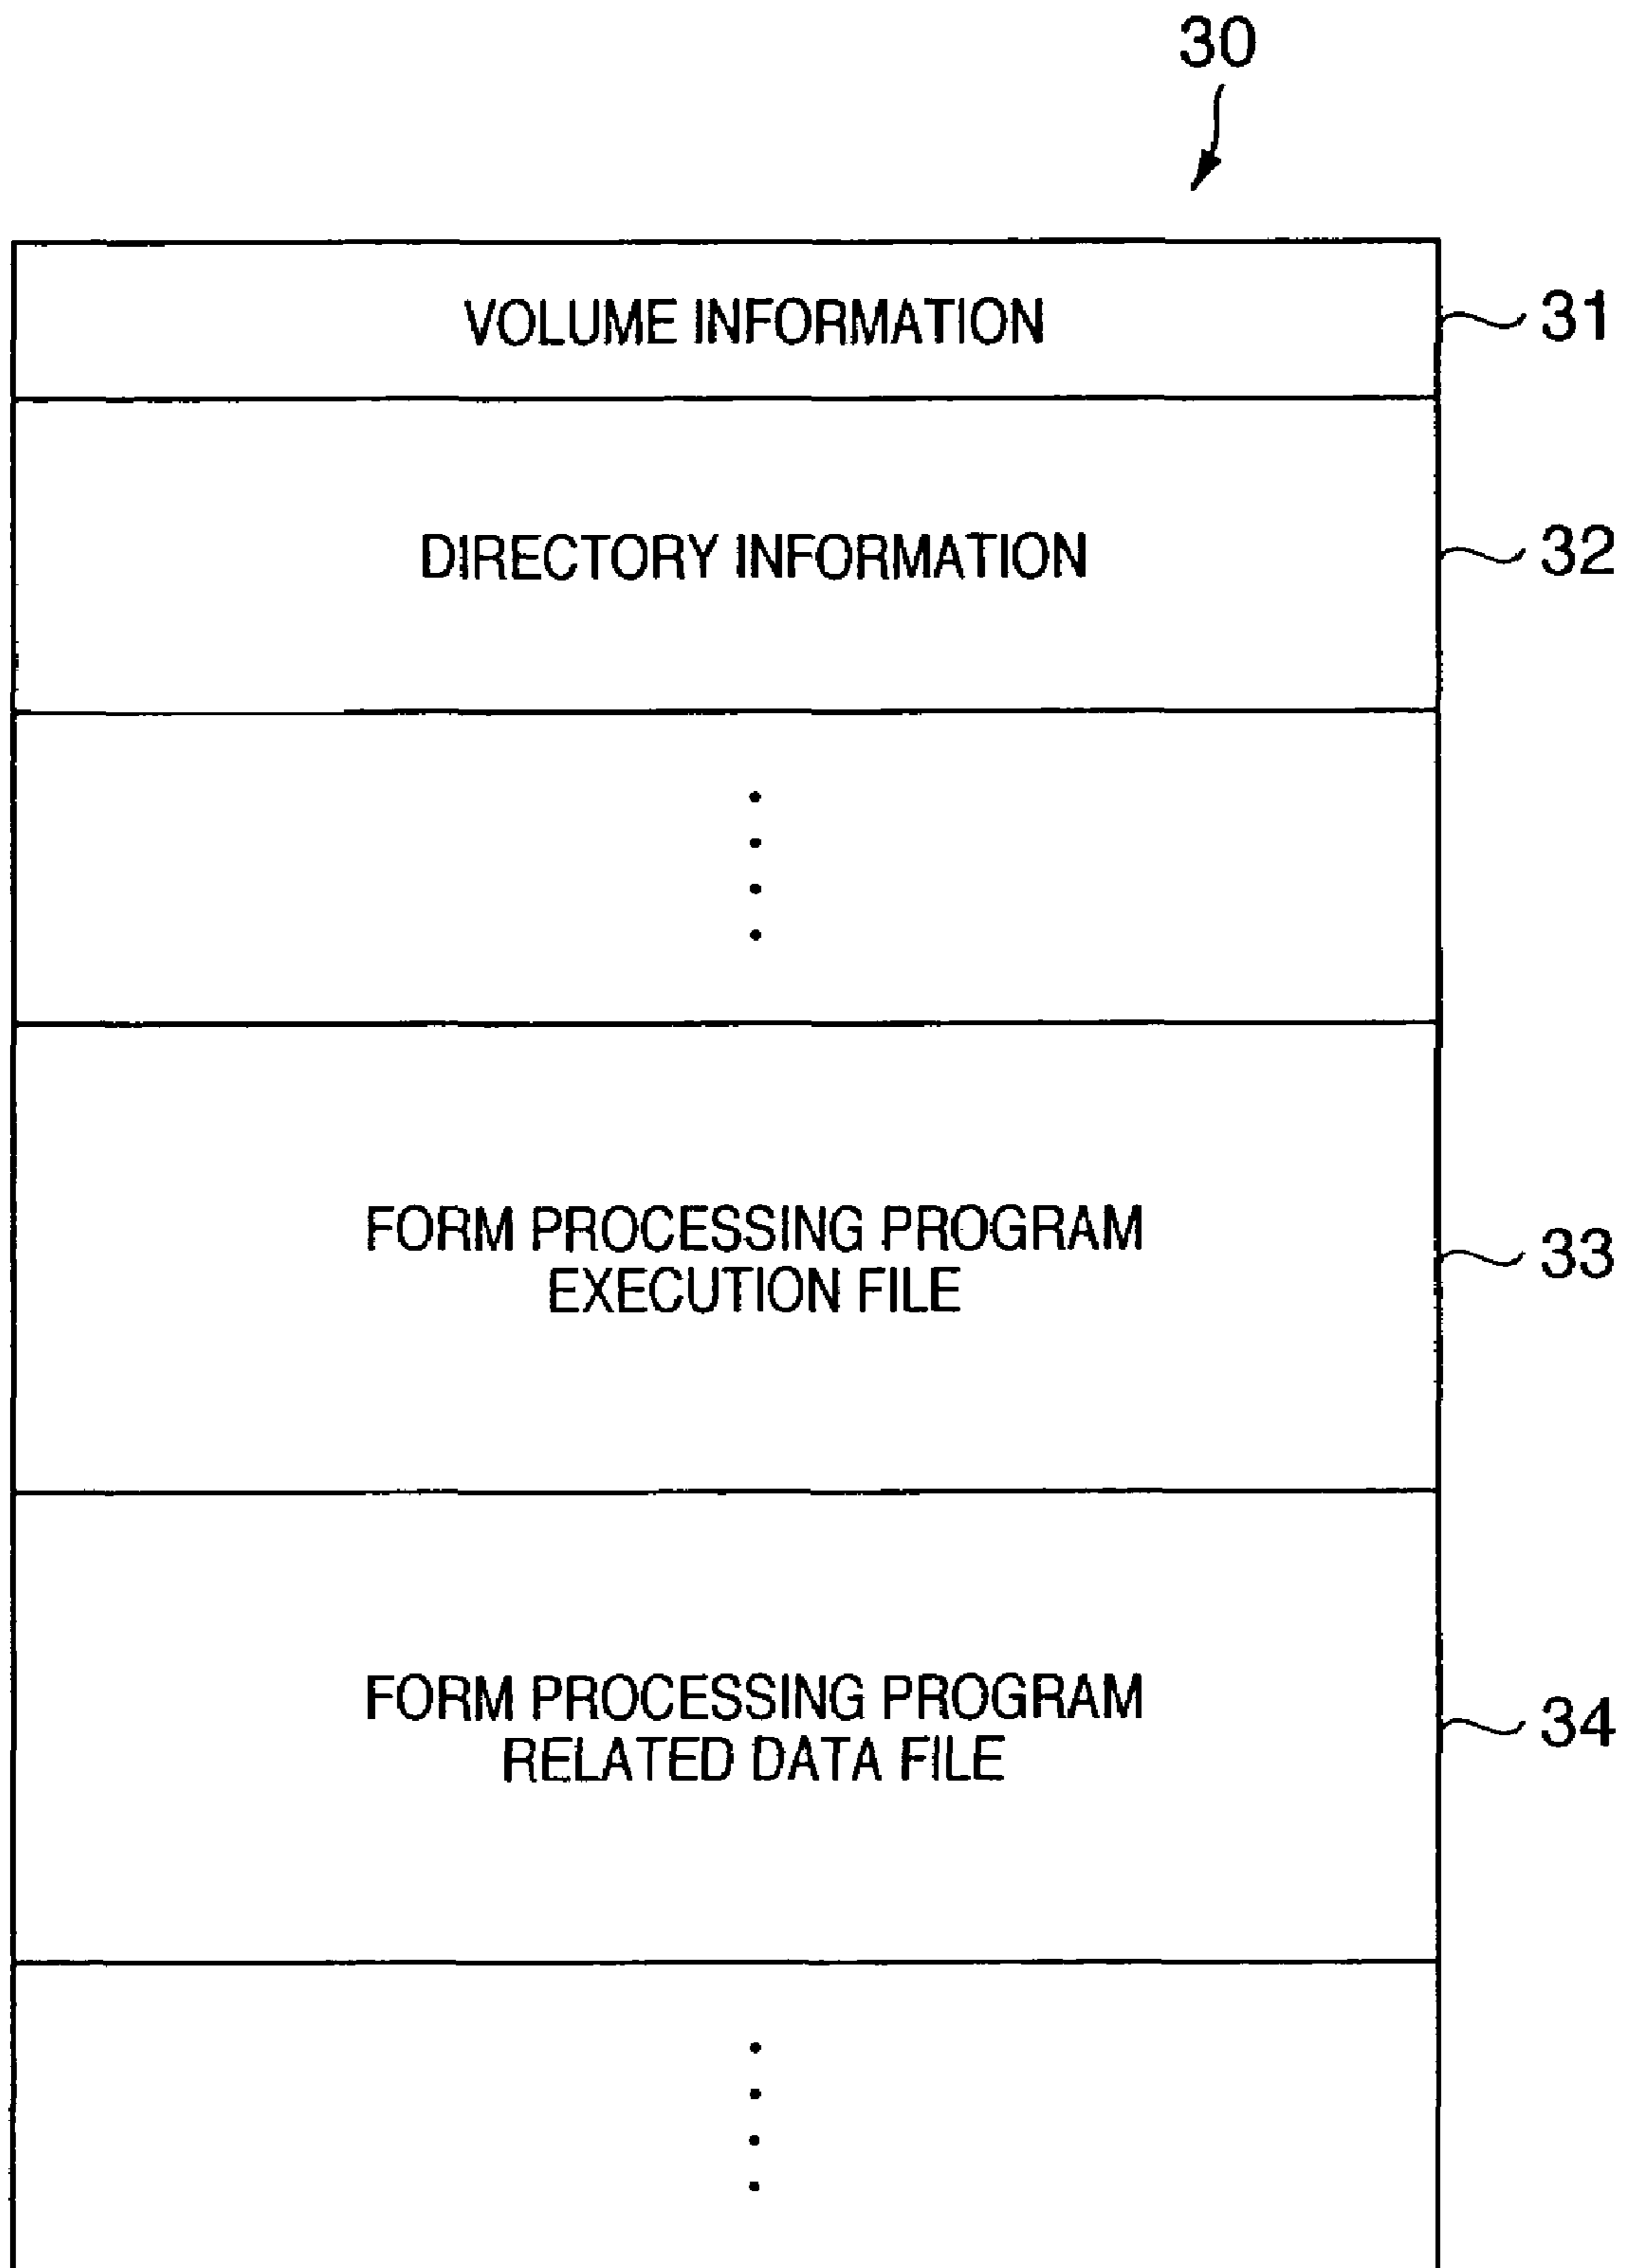 30
VOLUME INFORMATION
31
DIRECTORY INFORMATION
32
FORM PROCESSING PROGRAM
EXECUTION FILE
33
FORM PROCESSING PROGRAM
RELATED DATA FILE
34